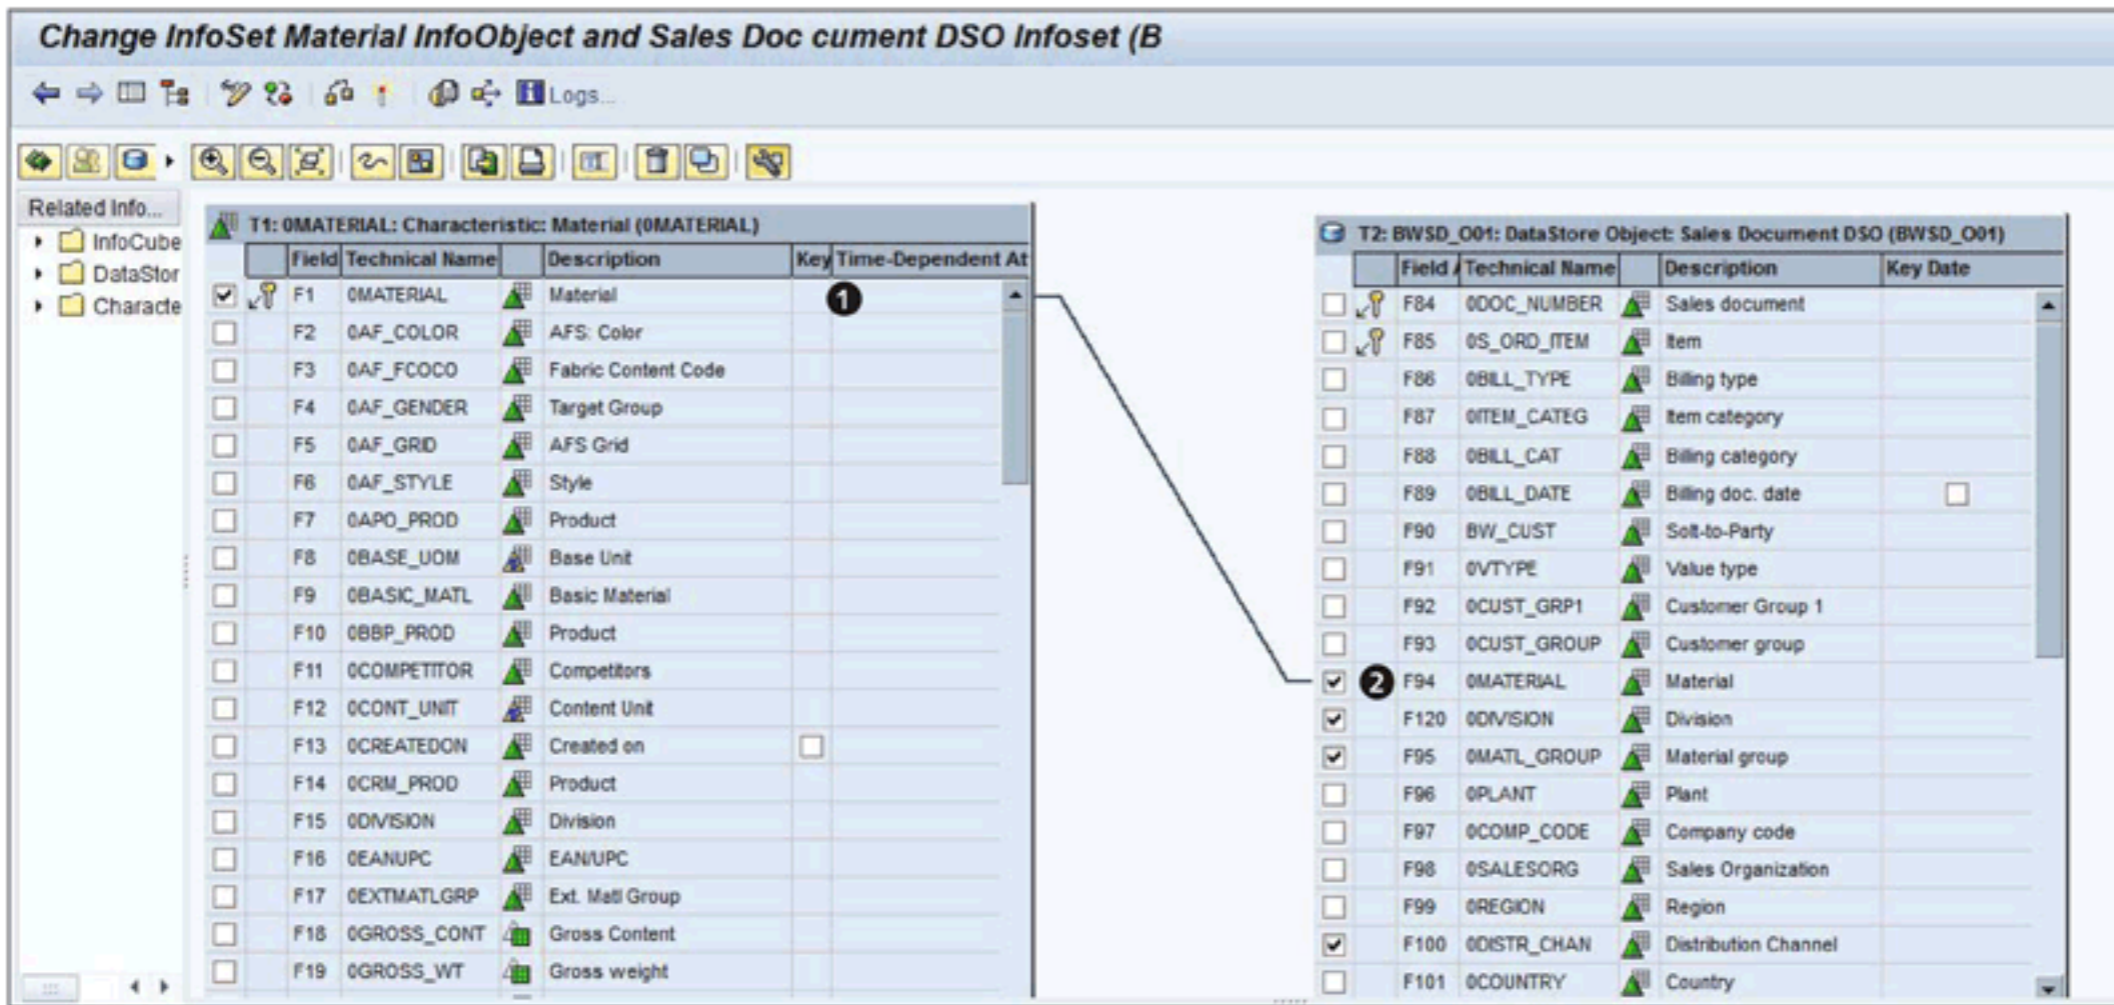 Change InfoSet Material InfoObject and Sales Doc cument DSO Infoset (B
Logs...
Related Info...
InfoCube
DataStor
Characte
T1: 0MATERIAL: Characteristic: Material (0MATERIAL)
Field Technical Name Description Key Time-Dependent At
F1 0MATERIAL Material 1
F2 0AF_COLOR AFS: Color
F3 0AF_FCOCO Fabric Content Code
F4 0AF_GENDER Target Group
F5 0AF_GRID AFS Grid
F6 0AF_STYLE Style
F7 0APO_PROD Product
F8 0BASE_UOM Base Unit
F9 0BASIC_MATL Basic Material
F10 0BBP_PROD Product
F11 0COMPETITOR Competitors
F12 0CONT_UNIT Content Unit
F13 0CREATEDON Created on
F14 0CRM_PROD Product
F15 0DIVISION Division
F16 0EANUPC EAN/UPC
F17 0EXTMATLGRP Ext. Matl Group
F18 0GROSS_CONT Gross Content
F19 0GROSS_WT Gross weight
T2: BWSD_O01: DataStore Object: Sales Document DSO (BWSD_O01)
Field A Technical Name Description Key Date
F84 0DOC_NUMBER Sales document
F85 0S_ORD_ITEM Item
F86 0BILL_TYPE Billing type
F87 0ITEM_CATEG Item category
F88 0BILL_CAT Billing category
F89 0BILL_DATE Billing doc. date
F90 BW_CUST Solt-to-Party
F91 0VTYPE Value type
F92 0CUST_GRP1 Customer Group 1
F93 0CUST_GROUP Customer group
2 F94 0MATERIAL Material
F120 0DIVISION Division
F95 0MATL_GROUP Material group
F96 0PLANT Plant
F97 0COMP_CODE Company code
F98 0SALESORG Sales Organization
F99 0REGION Region
F100 0DISTR_CHAN Distribution Channel
F101 0COUNTRY Country